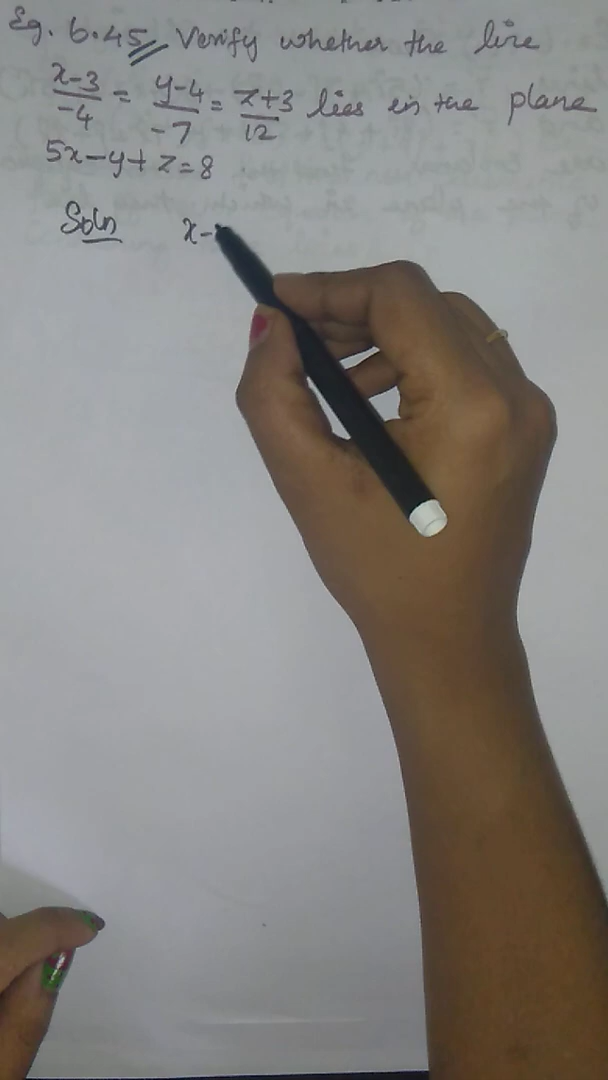 Eg. 6.45 Verify whether the line
x-3/-4 = y-4/-7 = z+3/12 lies in the plane
5x-y+z=8
Soln x-